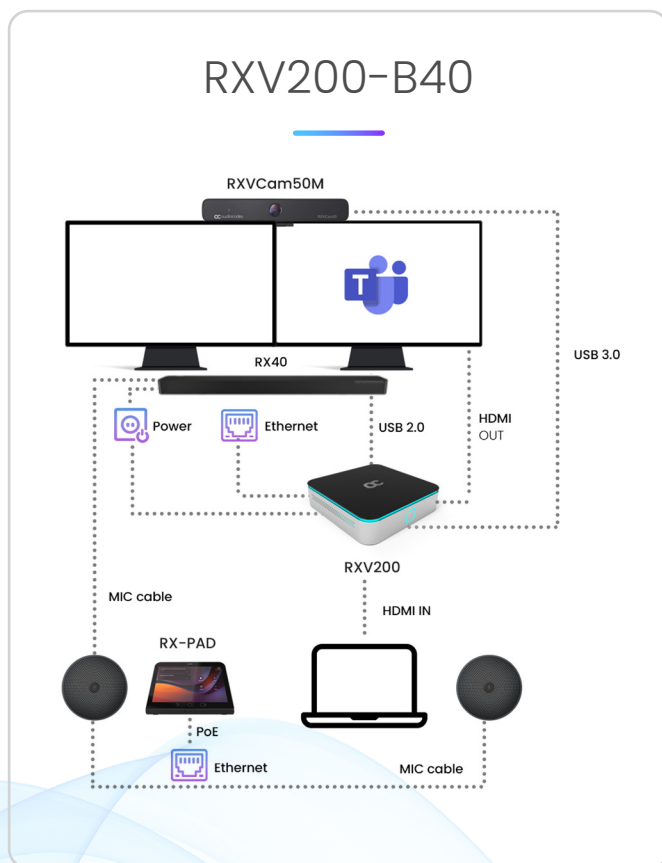 RXV200-B40
RXVCam50M
T
RX40
USB 3.0
Power
Ethernet
USB 2.0
HDMI
OUT
RXV200
MIC cable
HDMI IN
RX-PAD
PoE
Ethernet
MIC cable